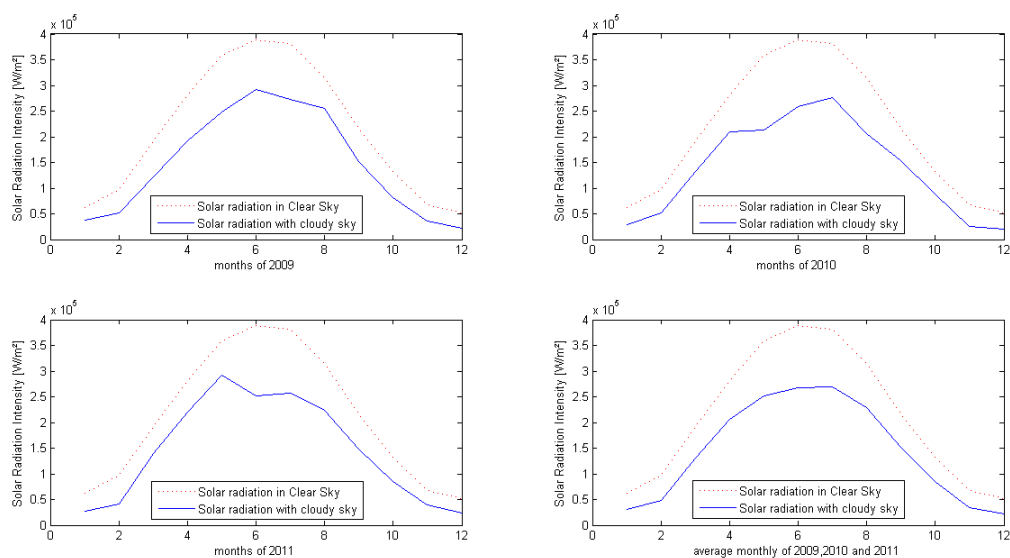 x 10⁵
4
3.5
3
2.5
2
1.5
1
0.5
0
Solar Radiation Intensity [W/m²]
Solar radiation in Clear Sky
Solar radiation with cloudy sky
0 2 4 6 8 10 12
months of 2009
x 10⁵
4
3.5
3
2.5
2
1.5
1
0.5
0
Solar Radiation Intensity [W/m²]
Solar radiation in Clear Sky
Solar radiation with cloudy sky
0 2 4 6 8 10 12
months of 2010
x 10⁵
4
3.5
3
2.5
2
1.5
1
0.5
0
Solar Radiation Intensity [W/m²]
Solar radiation in Clear Sky
Solar radiation with cloudy sky
0 2 4 6 8 10 12
months of 2011
x 10⁵
4
3.5
3
2.5
2
1.5
1
0.5
0
Solar Radiation Intensity [W/m²]
Solar radiation in Clear Sky
Solar radiation with cloudy sky
0 2 4 6 8 10 12
average monthly of 2009,2010 and 2011